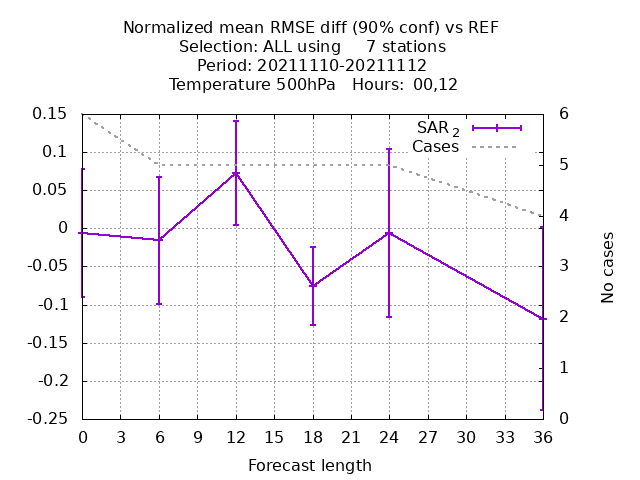 Normalized mean RMSE diff (90% conf) vs REF
Selection: ALL using 7 stations
Period: 20211110-20211112
Temperature 500hPa Hours: 00,12
SAR 2
Cases
0.15
0.1
0.05
0
-0.05
-0.1
-0.15
-0.2
-0.25
6
5
4
3
2
1
0
No cases
0 3 6 9 12 15 18 21 24 27 30 33 36
Forecast length